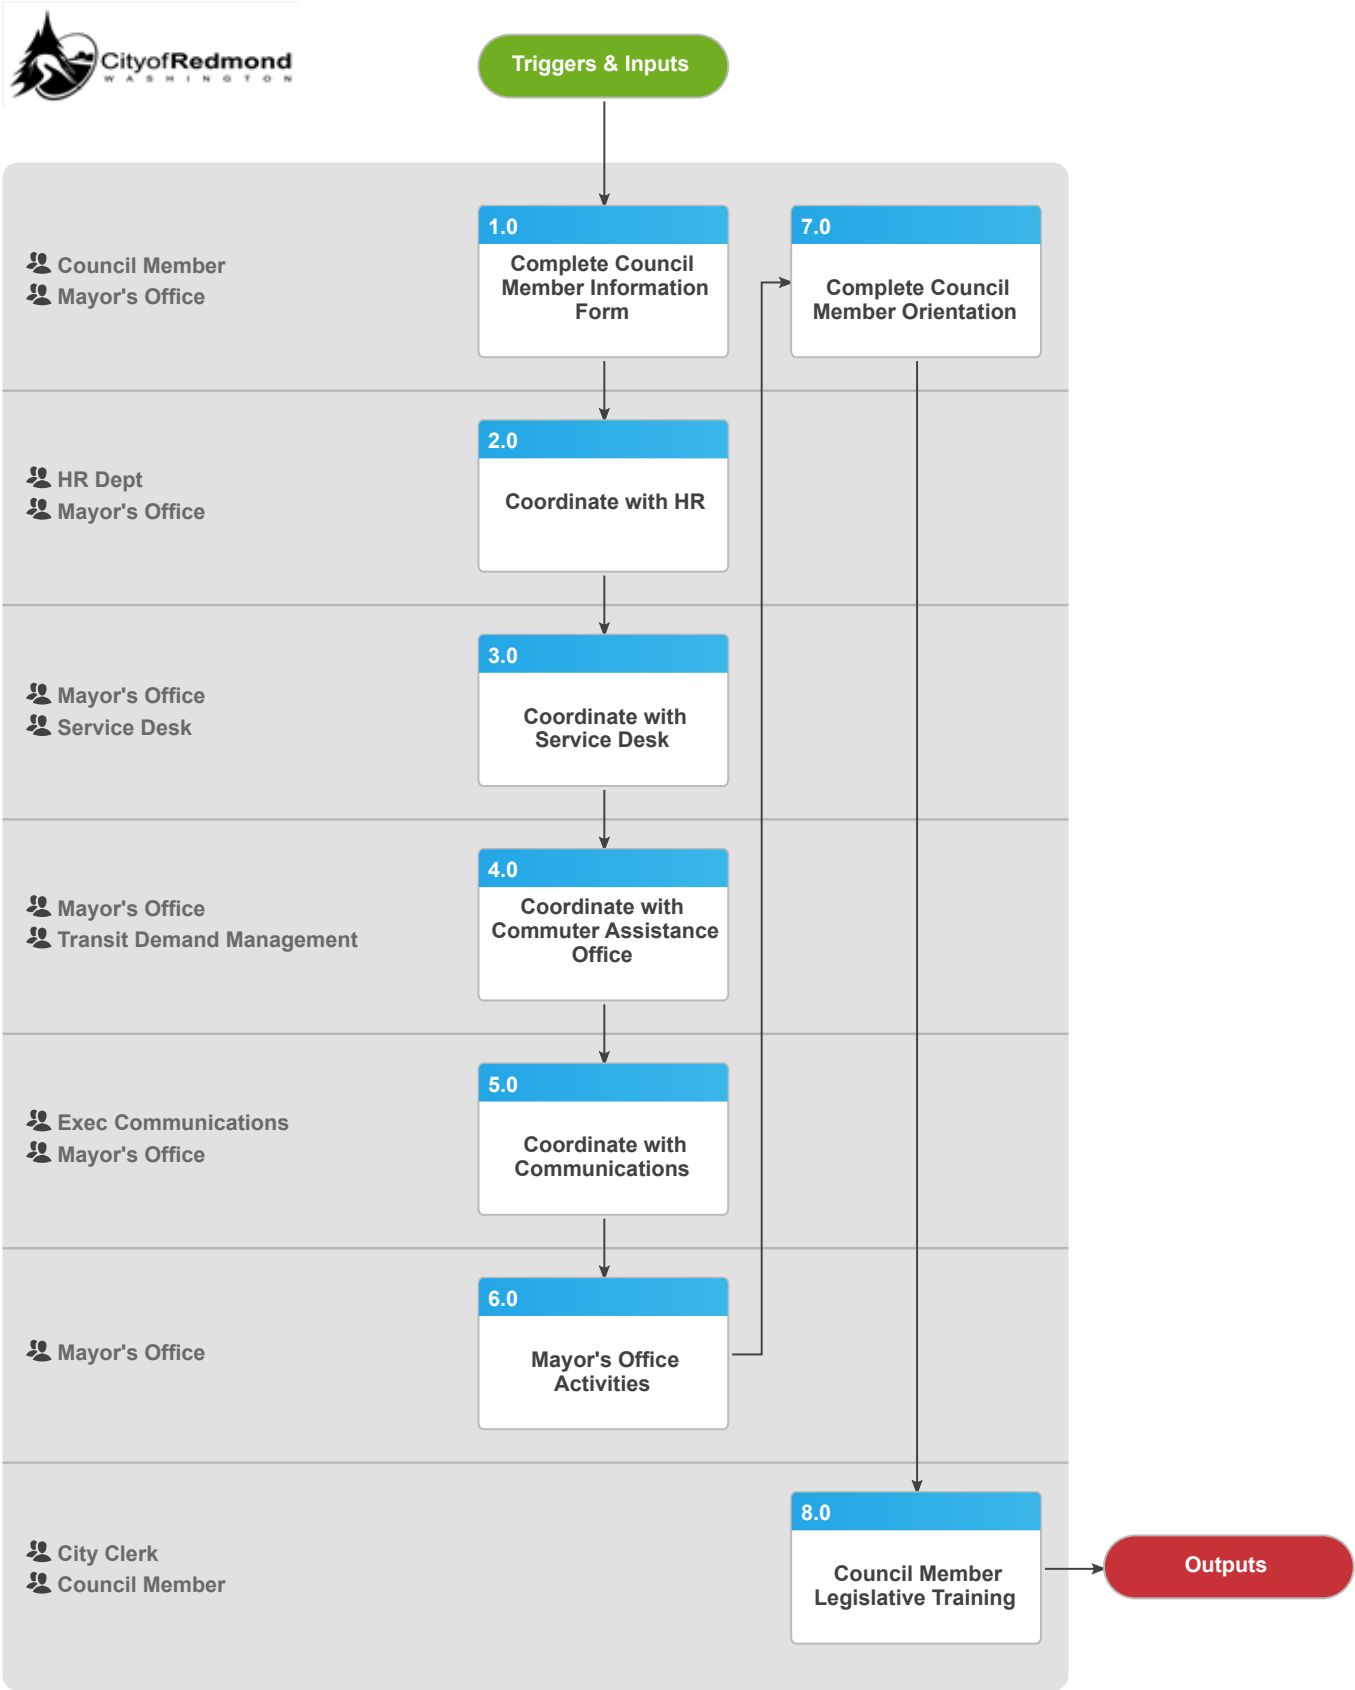 CityofRedmond
WASHINGTON
Triggers & Inputs
Council Member
Mayor's Office
1.0
Complete Council
Member Information
Form
7.0
Complete Council
Member Orientation
HR Dept
Mayor's Office
2.0
Coordinate with HR
Mayor's Office
Service Desk
3.0
Coordinate with
Service Desk
Mayor's Office
Transit Demand Management
4.0
Coordinate with
Commuter Assistance
Office
Exec Communications
Mayor's Office
5.0
Coordinate with
Communications
Mayor's Office
6.0
Mayor's Office
Activities
City Clerk
Council Member
8.0
Council Member
Legislative Training
Outputs